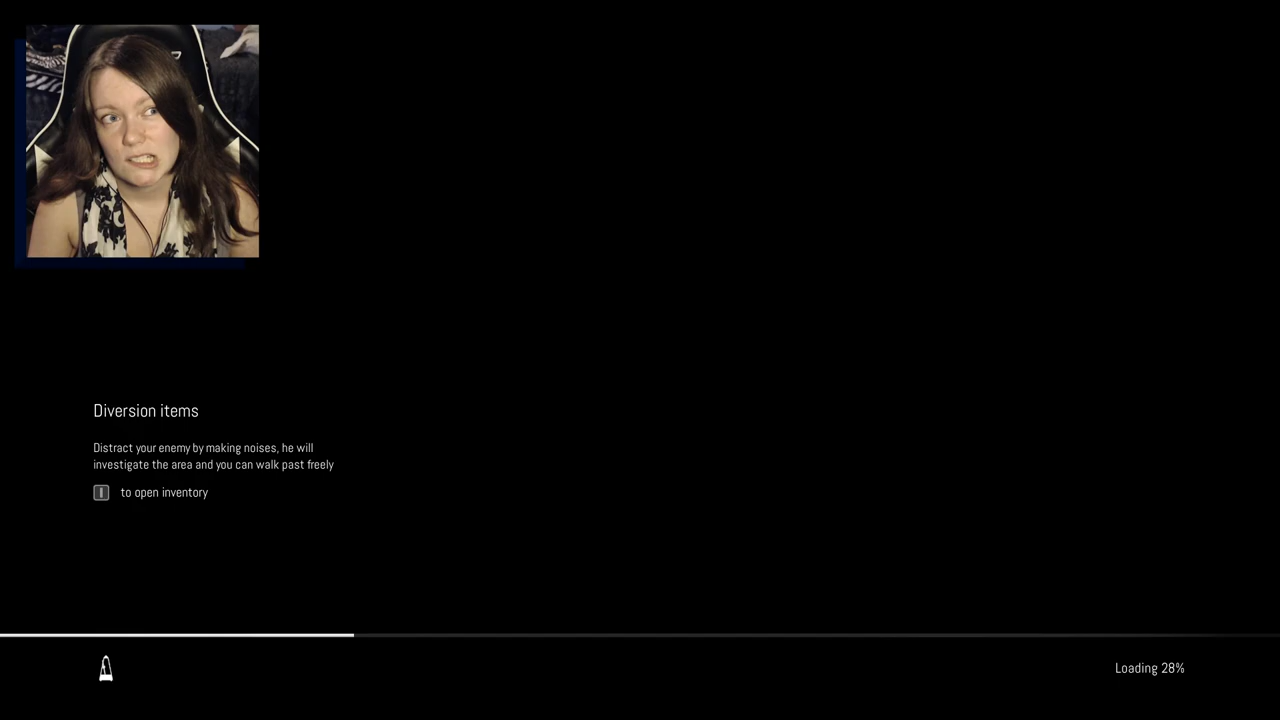 Diversion items
Distract your enemy by making noises, he will
investigate the area and you can walk past freely
I to open inventory
Loading 28%